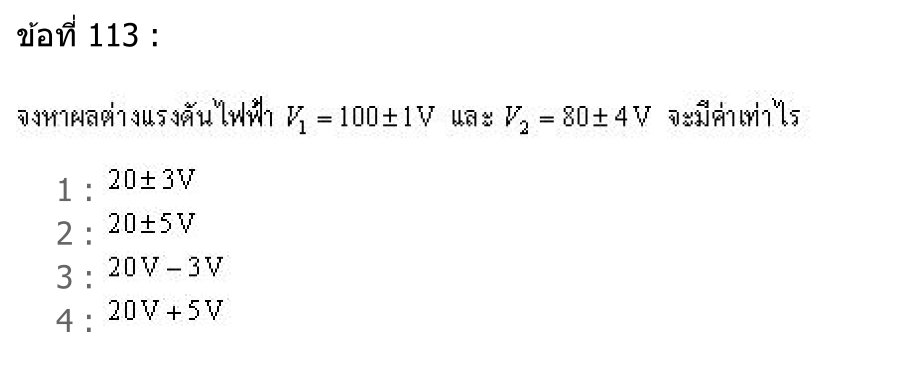 ข้อที่ 113 :
จงหาผลต่างแรงดันไฟฟ้า V₁ = 100 ± 1 V และ V₂ = 80 ± 4 V จะมีค่าเท่าไร
1 : 20 ± 3V
2 : 20 ± 5V
3 : 20V − 3V
4 : 20V + 5V